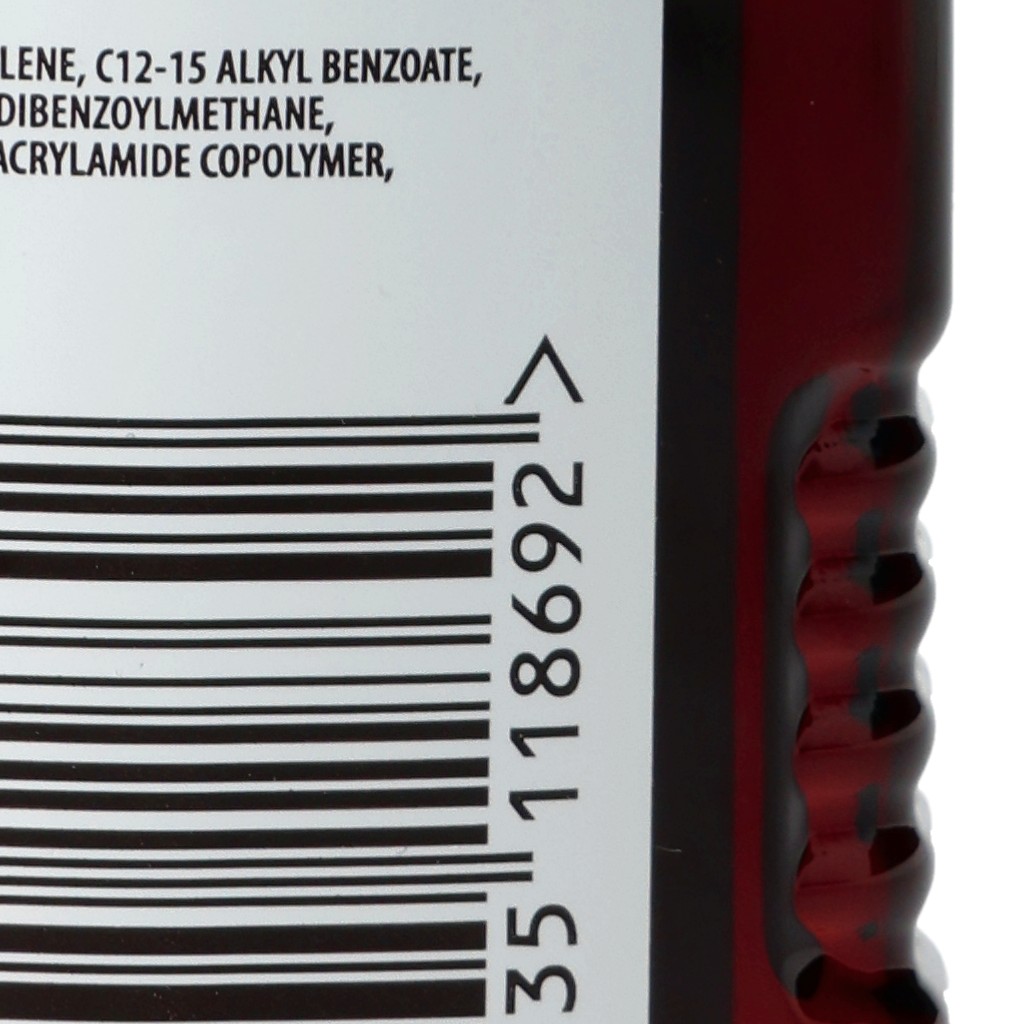 LENE, C12-15 ALKYL BENZOATE,
DIBENZOYLMETHANE,
ACRYLAMIDE COPOLYMER,
35 118692 >